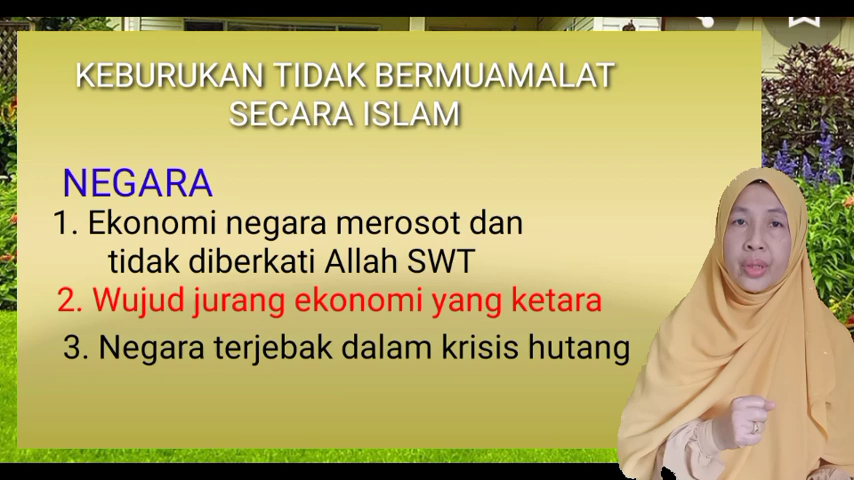 KEBURUKAN TIDAK BERMUAMALAT
SECARA ISLAM
NEGARA
1. Ekonomi negara merosot dan
tidak diberkati Allah SWT
2. Wujud jurang ekonomi yang ketara
3. Negara terjebak dalam krisis hutang